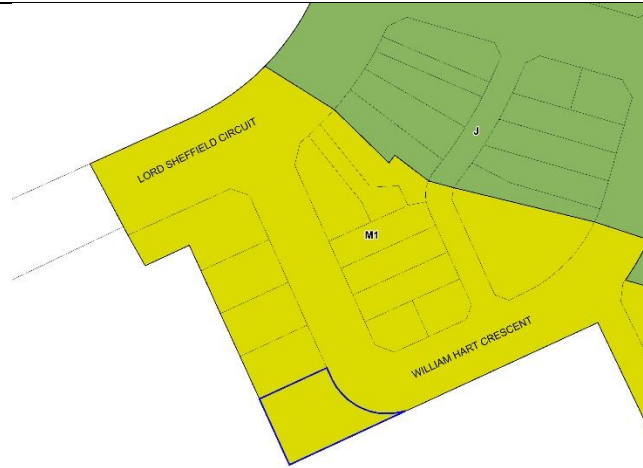 LORD SHEFFIELD CIRCUIT
J
M1
WILLIAM HART CRESCENT